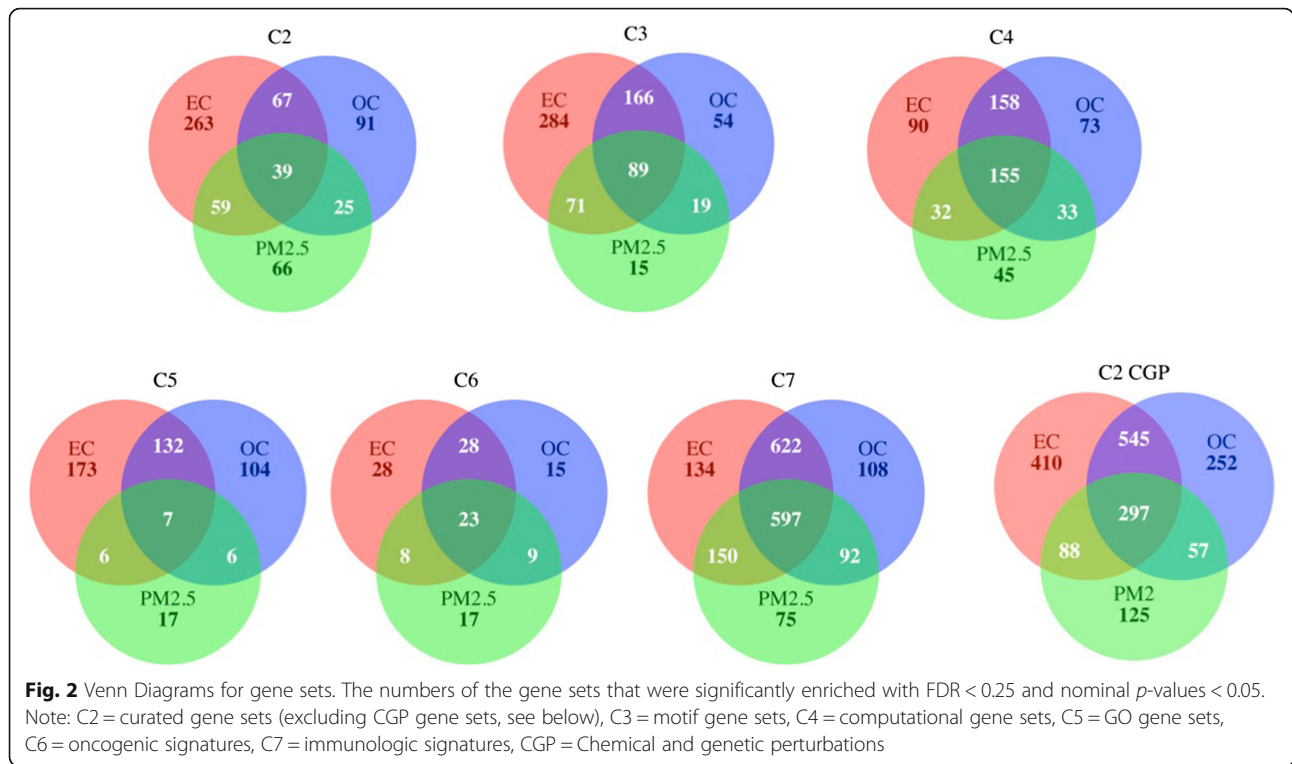 C2
EC
263
67
OC
91
39
59
25
PM2.5
66
C3
EC
284
166
OC
54
89
71
19
PM2.5
15
C4
EC
90
158
OC
73
155
32
33
PM2.5
45
C5
EC
173
132
OC
104
7
6
6
PM2.5
17
C6
EC
28
28
OC
15
23
8
9
PM2.5
17
C7
EC
134
622
OC
108
597
150
92
PM2.5
75
C2 CGP
EC
410
545
OC
252
297
88
57
PM2
125
Fig. 2 Venn Diagrams for gene sets. The numbers of the gene sets that were significantly enriched with FDR < 0.25 and nominal p-values < 0.05.
Note: C2 = curated gene sets (excluding CGP gene sets, see below), C3 = motif gene sets, C4 = computational gene sets, C5 = GO gene sets,
C6 = oncogenic signatures, C7 = immunologic signatures, CGP = Chemical and genetic perturbations